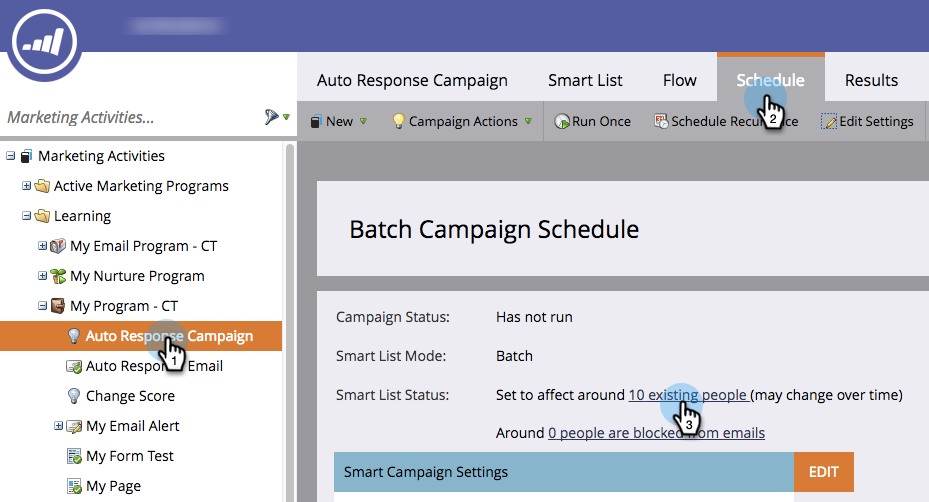 Auto Response Campaign Smart List Flow Schedule Results
Marketing Activities...
New Campaign Actions Run Once Schedule Recurrence Edit Settings
Marketing Activities
Active Marketing Programs
Learning
My Email Program - CT
My Nurture Program
My Program - CT
Auto Response Campaign
1
Auto Response Email
Change Score
My Email Alert
My Form Test
My Page
2
Batch Campaign Schedule
Campaign Status: Has not run
Smart List Mode: Batch
Smart List Status: Set to affect around 10 existing people (may change over time)
3
Around 0 people are blocked from emails
Smart Campaign Settings EDIT